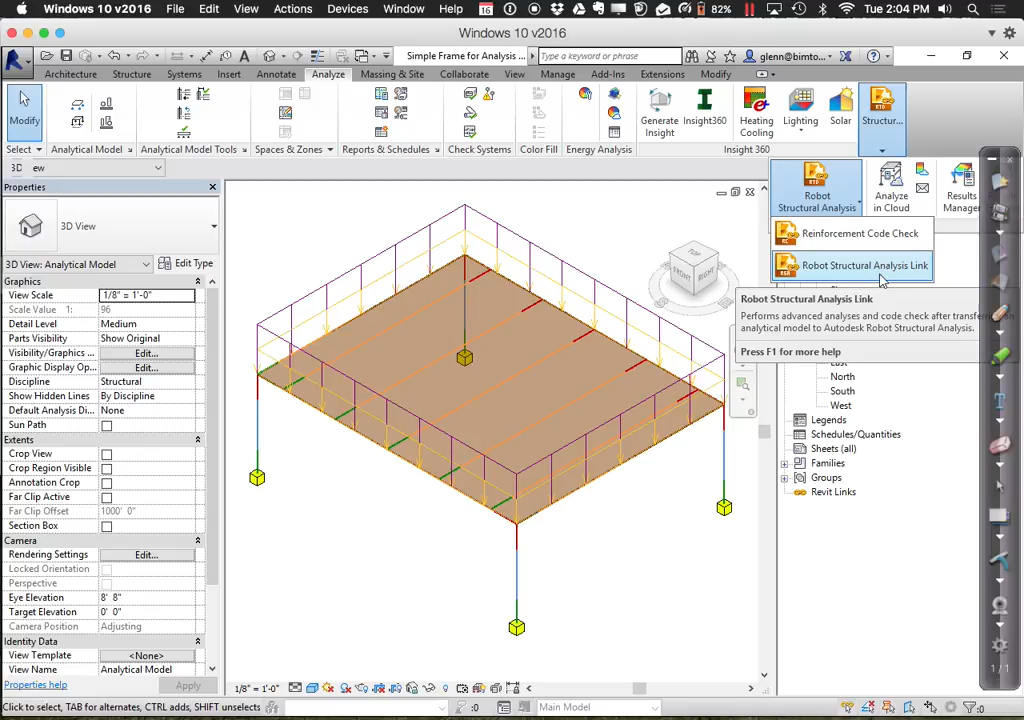 Windows 10 v2016 File Edit View Actions Devices Window Help 16 82% Tue 2:04 PM
Windows 10 v2016
Simple Frame for Analysis ... Type a keyword or phrase glenn@bimto...
Architecture Structure Systems Insert Annotate Analyze Massing & Site Collaborate View Manage Add-Ins Extensions Modify
Modify
Generate
Insight
Insight360
Heating
Cooling
Lighting
Solar
Structur...
Select Analytical Model Analytical Model Tools Spaces & Zones Reports & Schedules Check Systems Color Fill Energy Analysis Insight 360
3D ew
Properties
3D View
3D View: Analytical Model Edit Type
Graphics
View Scale 1/8" = 1'-0"
Scale Value 1: 96
Detail Level Medium
Parts Visibility Show Original
Visibility/Graphics ... Edit...
Graphic Display Op... Edit...
Discipline Structural
Show Hidden Lines By Discipline
Default Analysis Di... None
Sun Path
Extents
Crop View
Crop Region Visible
Annotation Crop
Far Clip Active
Far Clip Offset 1000' 0"
Section Box
Camera
Rendering Settings Edit...
Locked Orientation
Perspective
Eye Elevation 8' 8"
Target Elevation 0' 0"
Camera Position Adjusting
Identity Data
View Template <None>
View Name Analytical Model
Properties help Apply
TOP
FRONT
RIGHT
Robot
Structural Analysis
Analyze
in Cloud
Results
Manager
Reinforcement Code Check
Robot Structural Analysis Link
Robot Structural Analysis Link
Performs advanced analyses and code check after transferri
analytical model to Autodesk Robot Structural Analysis.
Press F1 for more help
East
North
South
West
Legends
Schedules/Quantities
Sheets (all)
Families
Groups
Revit Links
1/1
1/8" = 1'-0"
Click to select, TAB for alternates, CTRL adds, SHIFT unselects :0 Main Model :0